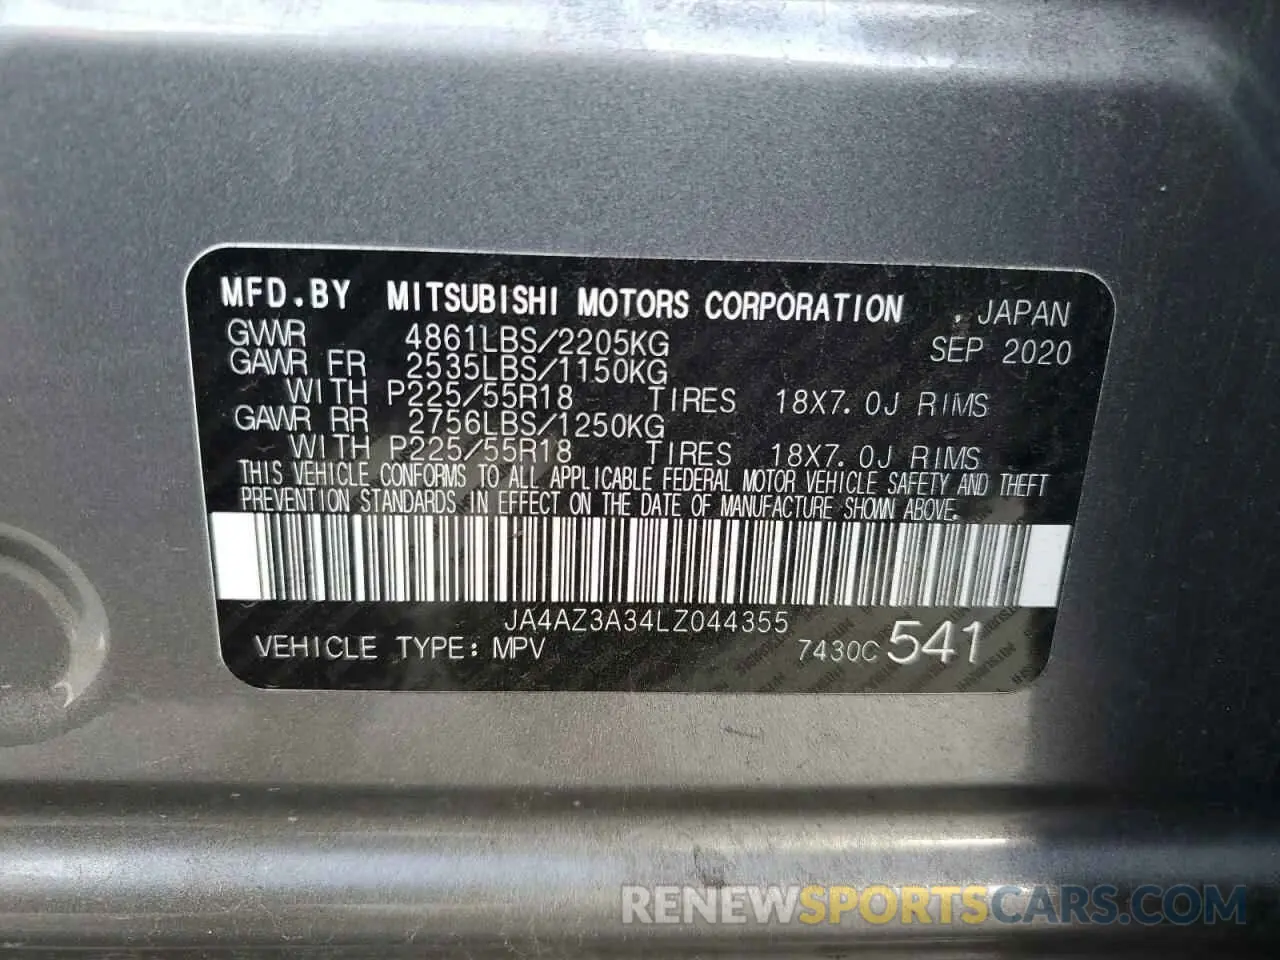 MFD.BY MITSUBISHI MOTORS CORPORATION , JAPAN
GVWR 4861LBS/2205KG SEP 2020
GAWR FR 2535LBS/1150KG
WITH P225/55R18 TIRES 18X7.0J RIMS
GAWR RR 2756LBS/1250KG
WITH P225/55R18 TIRES 18X7.0J RIMS
THIS VEHICLE CONFORMS TO ALL APPLICABLE FEDERAL MOTOR VEHICLE SAFETY AND THEFT
PREVENTION STANDARDS IN EFFECT ON THE DATE OF MANUFACTURE SHOWN ABOVE.
JA4AZ3A34LZ044355
VEHICLE TYPE: MPV 7430C 541
RENEWSPORTSCARS.COM